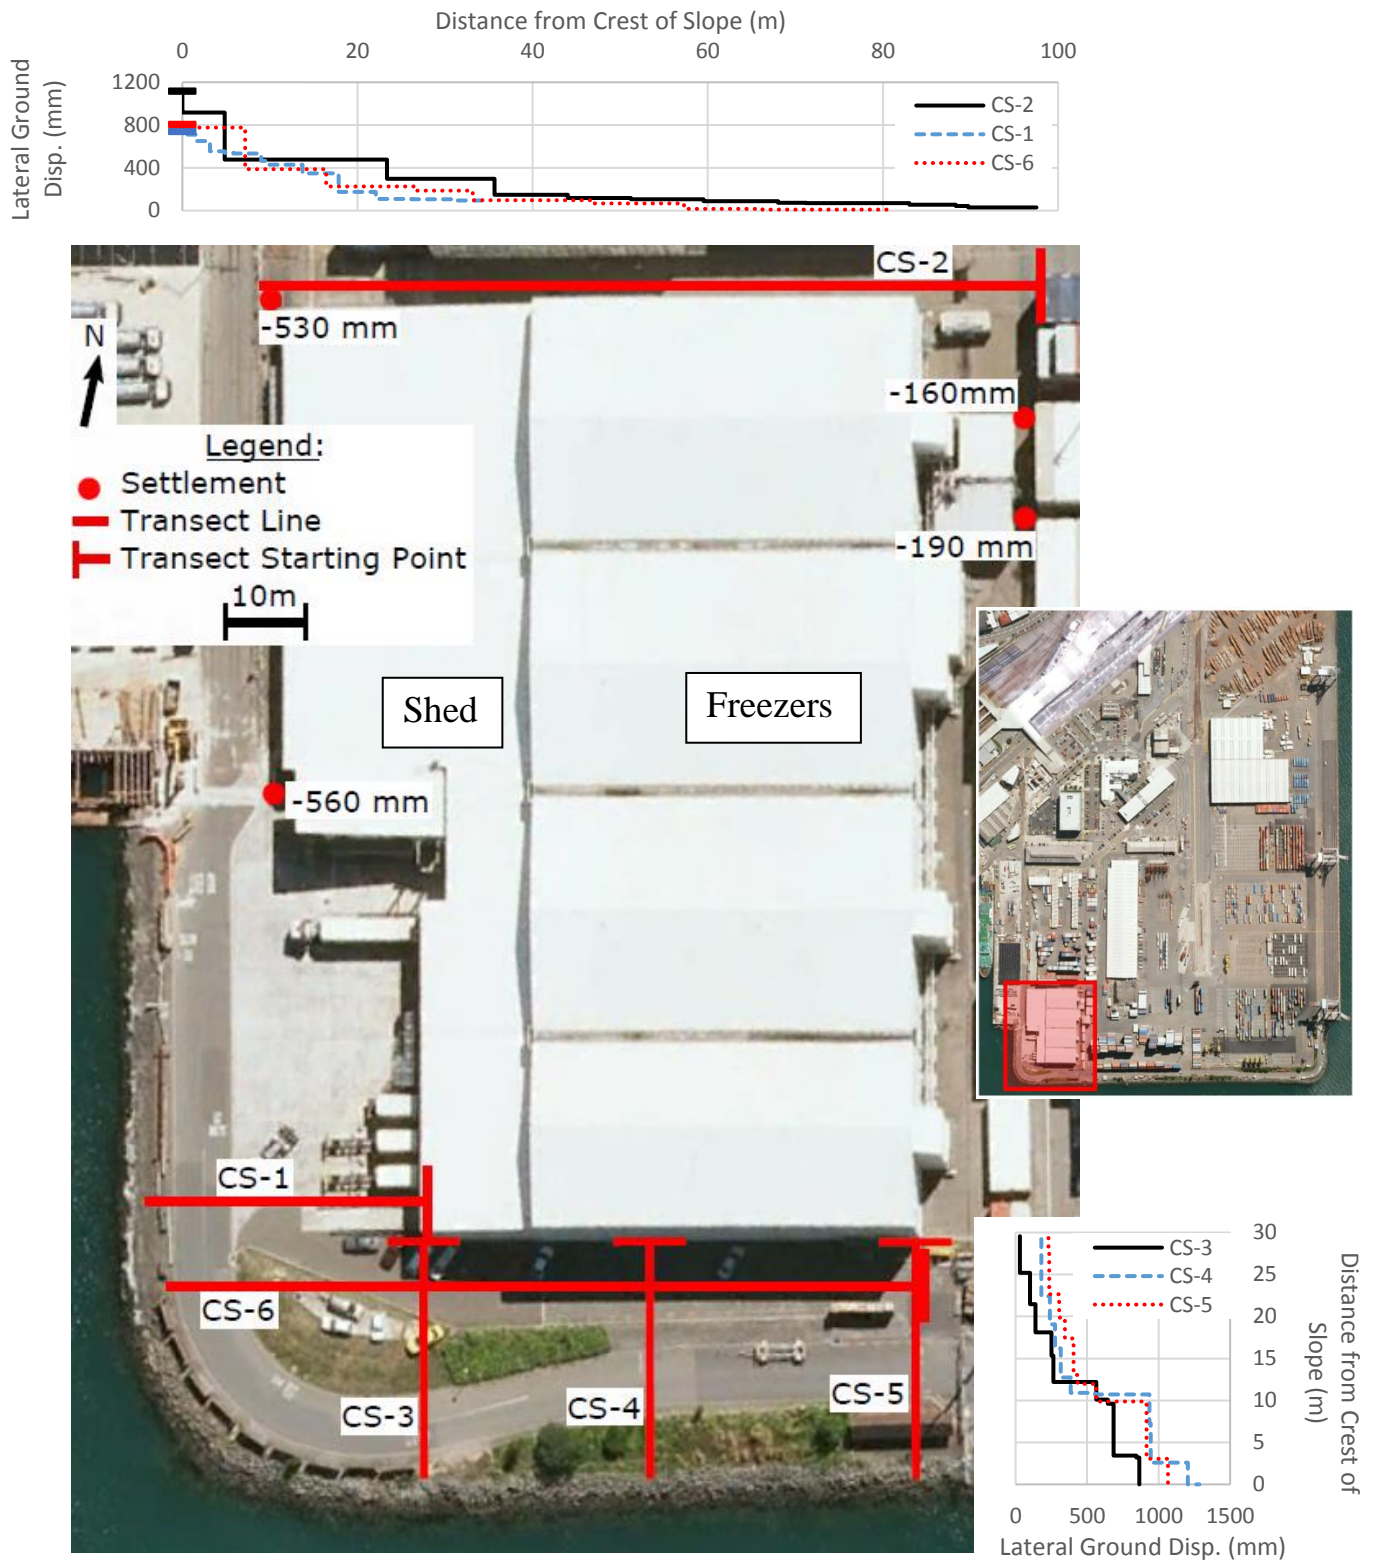 Distance from Crest of Slope (m)
0 20 40 60 80 100
Lateral Ground
Disp. (mm)
1200
800
400
0
CS-2
CS-1
CS-6
CS-2
-530 mm
N
-160mm
Legend:
Settlement
Transect Line
Transect Starting Point
-190 mm
10m
Shed
Freezers
-560 mm
CS-1
CS-6
CS-3
CS-4
CS-5
CS-3
CS-4
CS-5
30
25
20
15
10
5
0
Distance from Crest of
Slope (m)
0 500 1000 1500
Lateral Ground Disp. (mm)